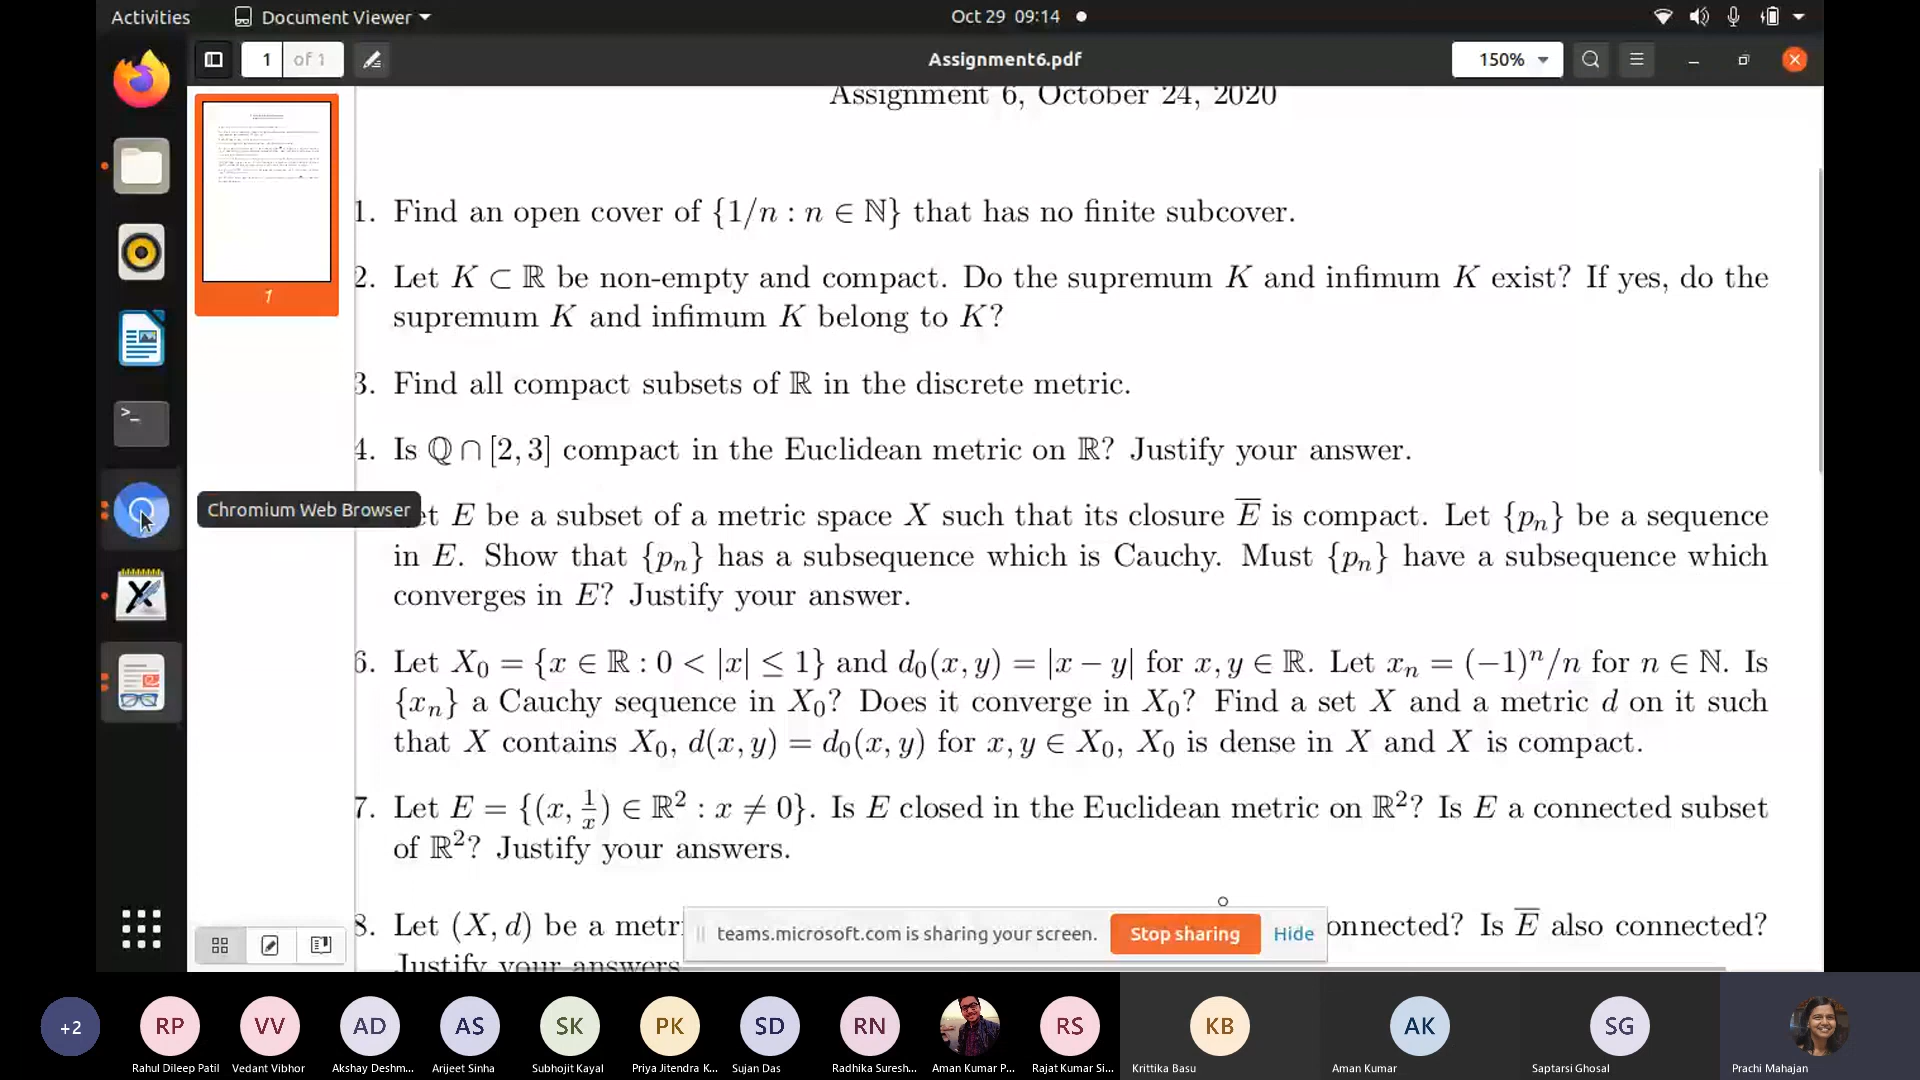 Activities Document Viewer Oct 29 09:14
1 of 1 Assignment6.pdf 150%
Assignment 6, October 24, 2020
1. Find an open cover of {1/n : n ∈ ℕ} that has no finite subcover.
2. Let K ⊂ ℝ be non-empty and compact. Do the supremum K and infimum K exist? If yes, do the
supremum K and infimum K belong to K?
3. Find all compact subsets of ℝ in the discrete metric.
4. Is ℚ ∩ [2, 3] compact in the Euclidean metric on ℝ? Justify your answer.
Chromium Web Browser
et E be a subset of a metric space X such that its closure E̅ is compact. Let {pₙ} be a sequence
in E. Show that {pₙ} has a subsequence which is Cauchy. Must {pₙ} have a subsequence which
converges in E? Justify your answer.
6. Let X₀ = {x ∈ ℝ : 0 < |x| ≤ 1} and d₀(x, y) = |x − y| for x, y ∈ ℝ. Let xₙ = (−1)ⁿ/n for n ∈ ℕ. Is
{xₙ} a Cauchy sequence in X₀? Does it converge in X₀? Find a set X and a metric d on it such
that X contains X₀, d(x, y) = d₀(x, y) for x, y ∈ X₀, X₀ is dense in X and X is compact.
7. Let E = {(x, 1/x) ∈ ℝ² : x ≠ 0}. Is E closed in the Euclidean metric on ℝ²? Is E a connected subset
of ℝ²? Justify your answers.
8. Let (X, d) be a metri onnected? Is E̅ also connected?
Justify your answers
teams.microsoft.com is sharing your screen. Stop sharing Hide
1
+2 RP VV AD AS SK PK SD RN RS KB AK SG
Rahul Dileep Patil Vedant Vibhor Akshay Deshm... Arijeet Sinha Subhojit Kayal Priya Jitendra K... Sujan Das Radhika Suresh... Aman Kumar P... Rajat Kumar Si... Krittika Basu Aman Kumar Saptarsi Ghosal Prachi Mahajan